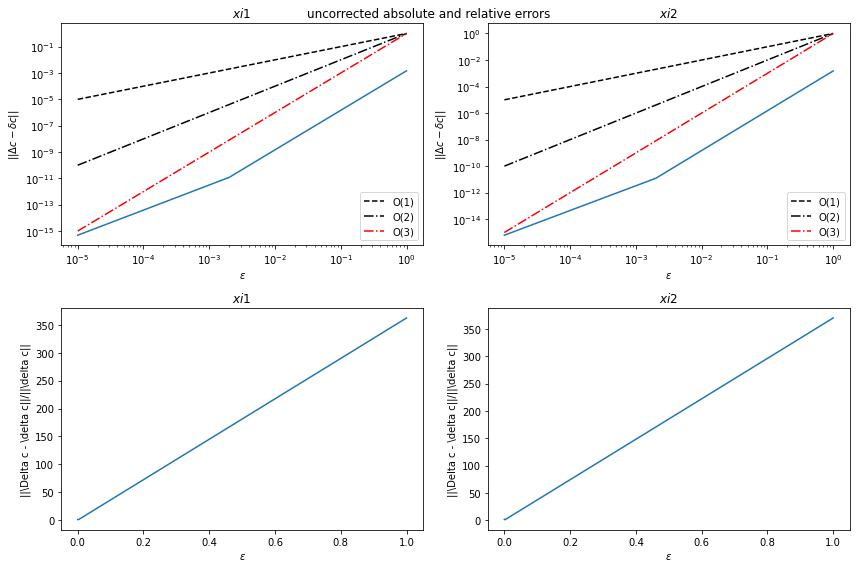 uncorrected absolute and relative errors
xi1
||Δc − δc||
10⁻¹
10⁻³
10⁻⁵
10⁻⁷
10⁻⁹
10⁻¹¹
10⁻¹³
10⁻¹⁵
O(1)
O(2)
O(3)
10⁻⁵ 10⁻⁴ 10⁻³ 10⁻² 10⁻¹ 10⁰
ε
xi2
||Δc − δc||
10⁰
10⁻²
10⁻⁴
10⁻⁶
10⁻⁸
10⁻¹⁰
10⁻¹²
10⁻¹⁴
O(1)
O(2)
O(3)
10⁻⁵ 10⁻⁴ 10⁻³ 10⁻² 10⁻¹ 10⁰
ε
xi1
||\Delta c - \delta c||/||\delta c||
350
300
250
200
150
100
50
0
0.0 0.2 0.4 0.6 0.8 1.0
ε
xi2
||\Delta c - \delta c||/||\delta c||
350
300
250
200
150
100
50
0
0.0 0.2 0.4 0.6 0.8 1.0
ε